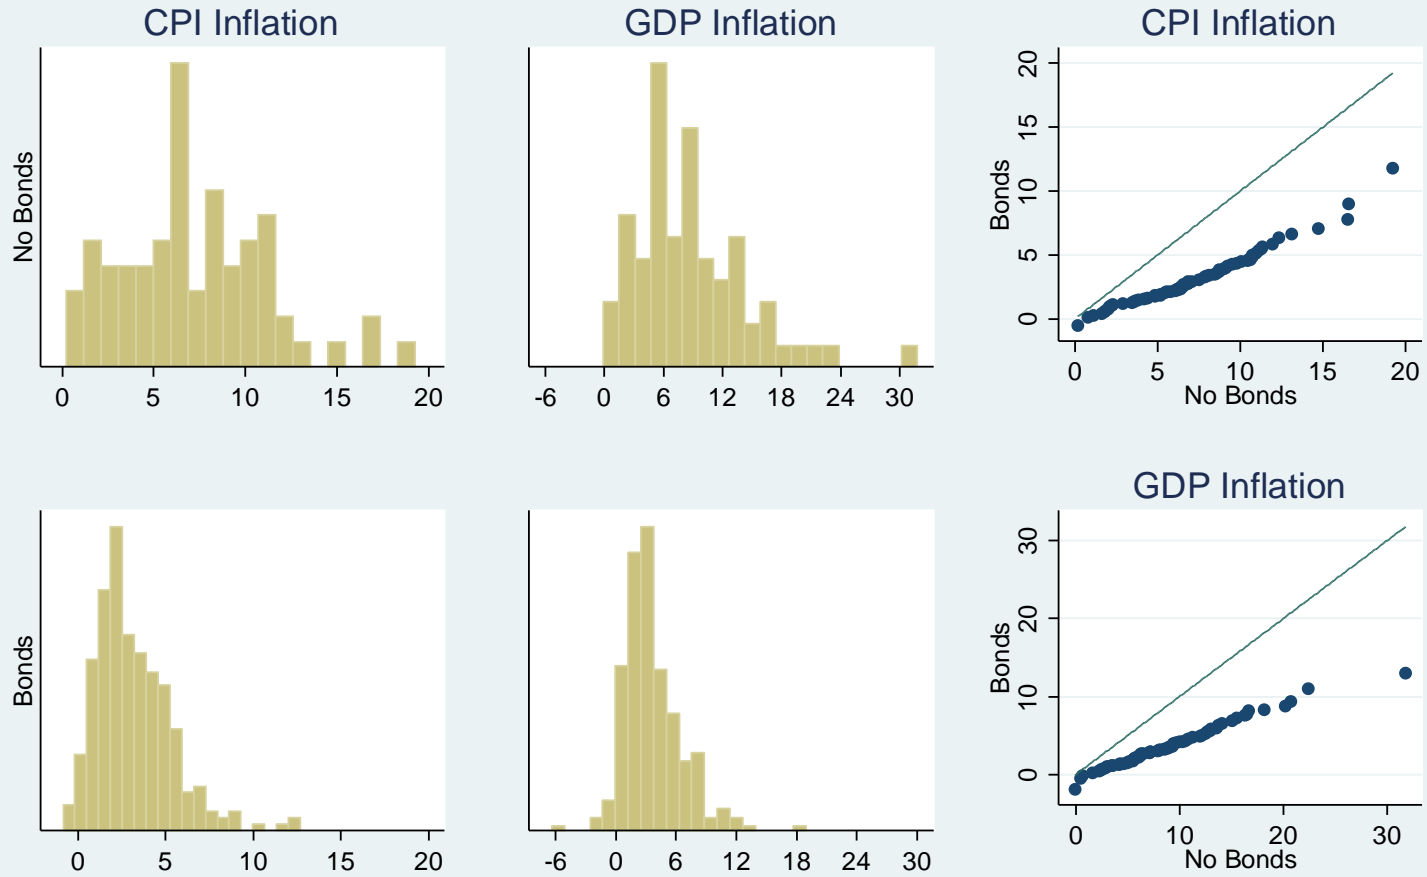 CPI Inflation
GDP Inflation
CPI Inflation
No Bonds
0 5 10 15 20
-6 0 6 12 18 24 30
Bonds
20
15
10
5
0
0 5 10 15 20
No Bonds
GDP Inflation
Bonds
0 5 10 15 20
-6 0 6 12 18 24 30
Bonds
30
20
10
0
0 10 20 30
No Bonds